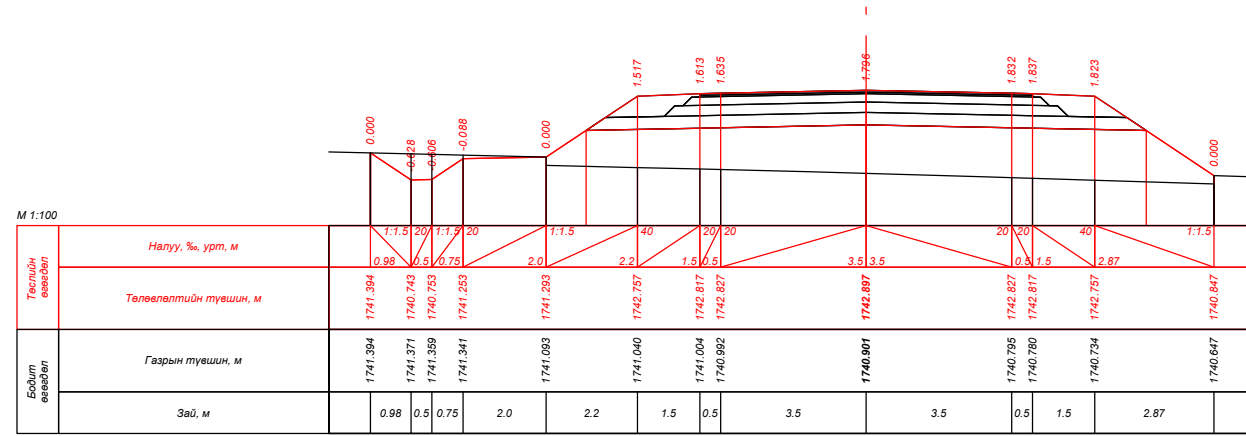 1.517
1.613
1.635
1.796
1.832
1.837
1.823
0.000
-0.628
-0.606
-0.088
0.000
0.000
М 1:100
Төслийн өгөгдөл
Налуу, ‰, урт, м
1:1.5 20 1:1.5 20 1:1.5 40 20 20 20 20 40 1:1.5
0.98 0.5 0.75 2.0 2.2 1.5 0.5 3.5 3.5 0.5 1.5 2.87
Төлөвлөлтийн түвшин, м
1741.394 1740.743 1740.753 1741.253 1741.293 1742.757 1742.817 1742.827 1742.897 1742.827 1742.817 1742.757 1740.847
Бодит өгөгдөл
Газрын түвшин, м
1741.394 1741.371 1741.359 1741.341 1741.093 1741.040 1741.004 1740.992 1740.901 1740.795 1740.780 1740.734 1740.647
Зай, м
0.98 0.5 0.75 2.0 2.2 1.5 0.5 3.5 3.5 0.5 1.5 2.87